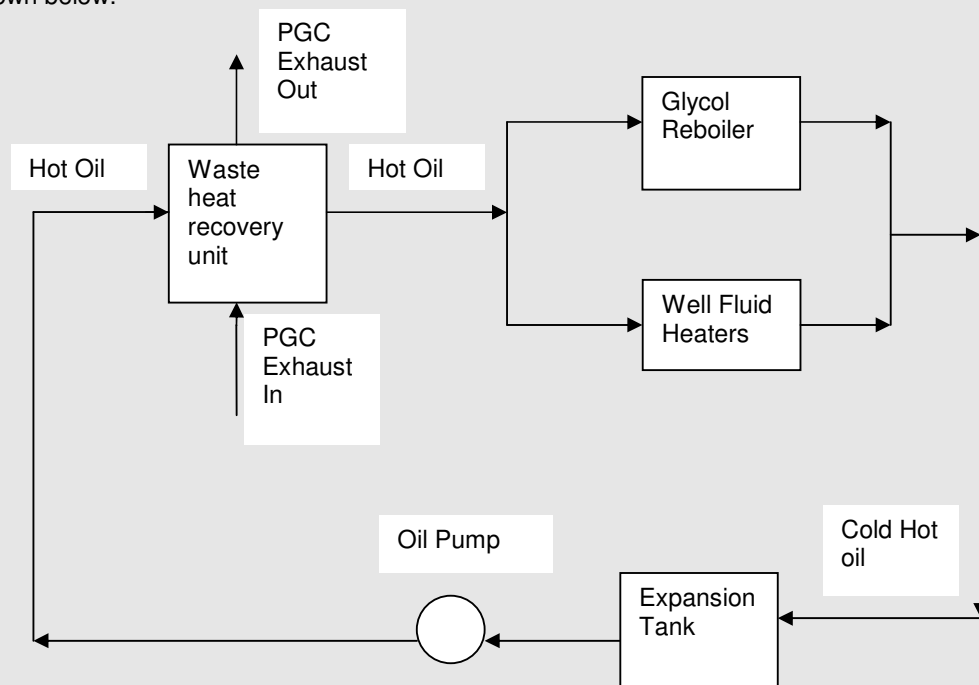 own below.
PGC
Exhaust
Out
Glycol
Reboiler
Hot Oil
Waste
heat
recovery
unit
Hot Oil
Well Fluid
Heaters
PGC
Exhaust
In
Cold Hot
oil
Oil Pump
Expansion
Tank